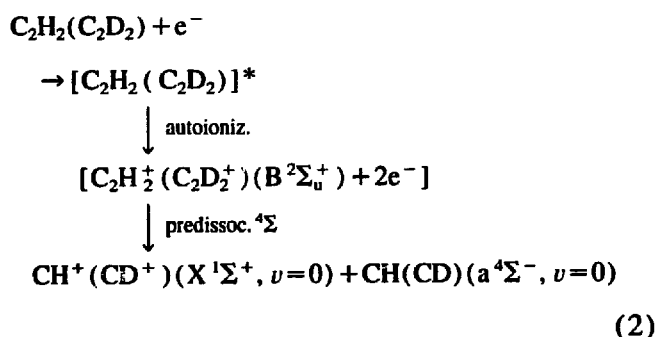 C₂H₂(C₂D₂)+e⁻
→[C₂H₂(C₂D₂)]*
↓ autoioniz.
[C₂H₂⁺(C₂D₂⁺)(B ²Σᵤ⁺)+2e⁻]
↓ predissoc. ⁴Σ
CH⁺(CD⁺)(X ¹Σ⁺, v=0)+CH(CD)(a ⁴Σ⁻, v=0)
(2)